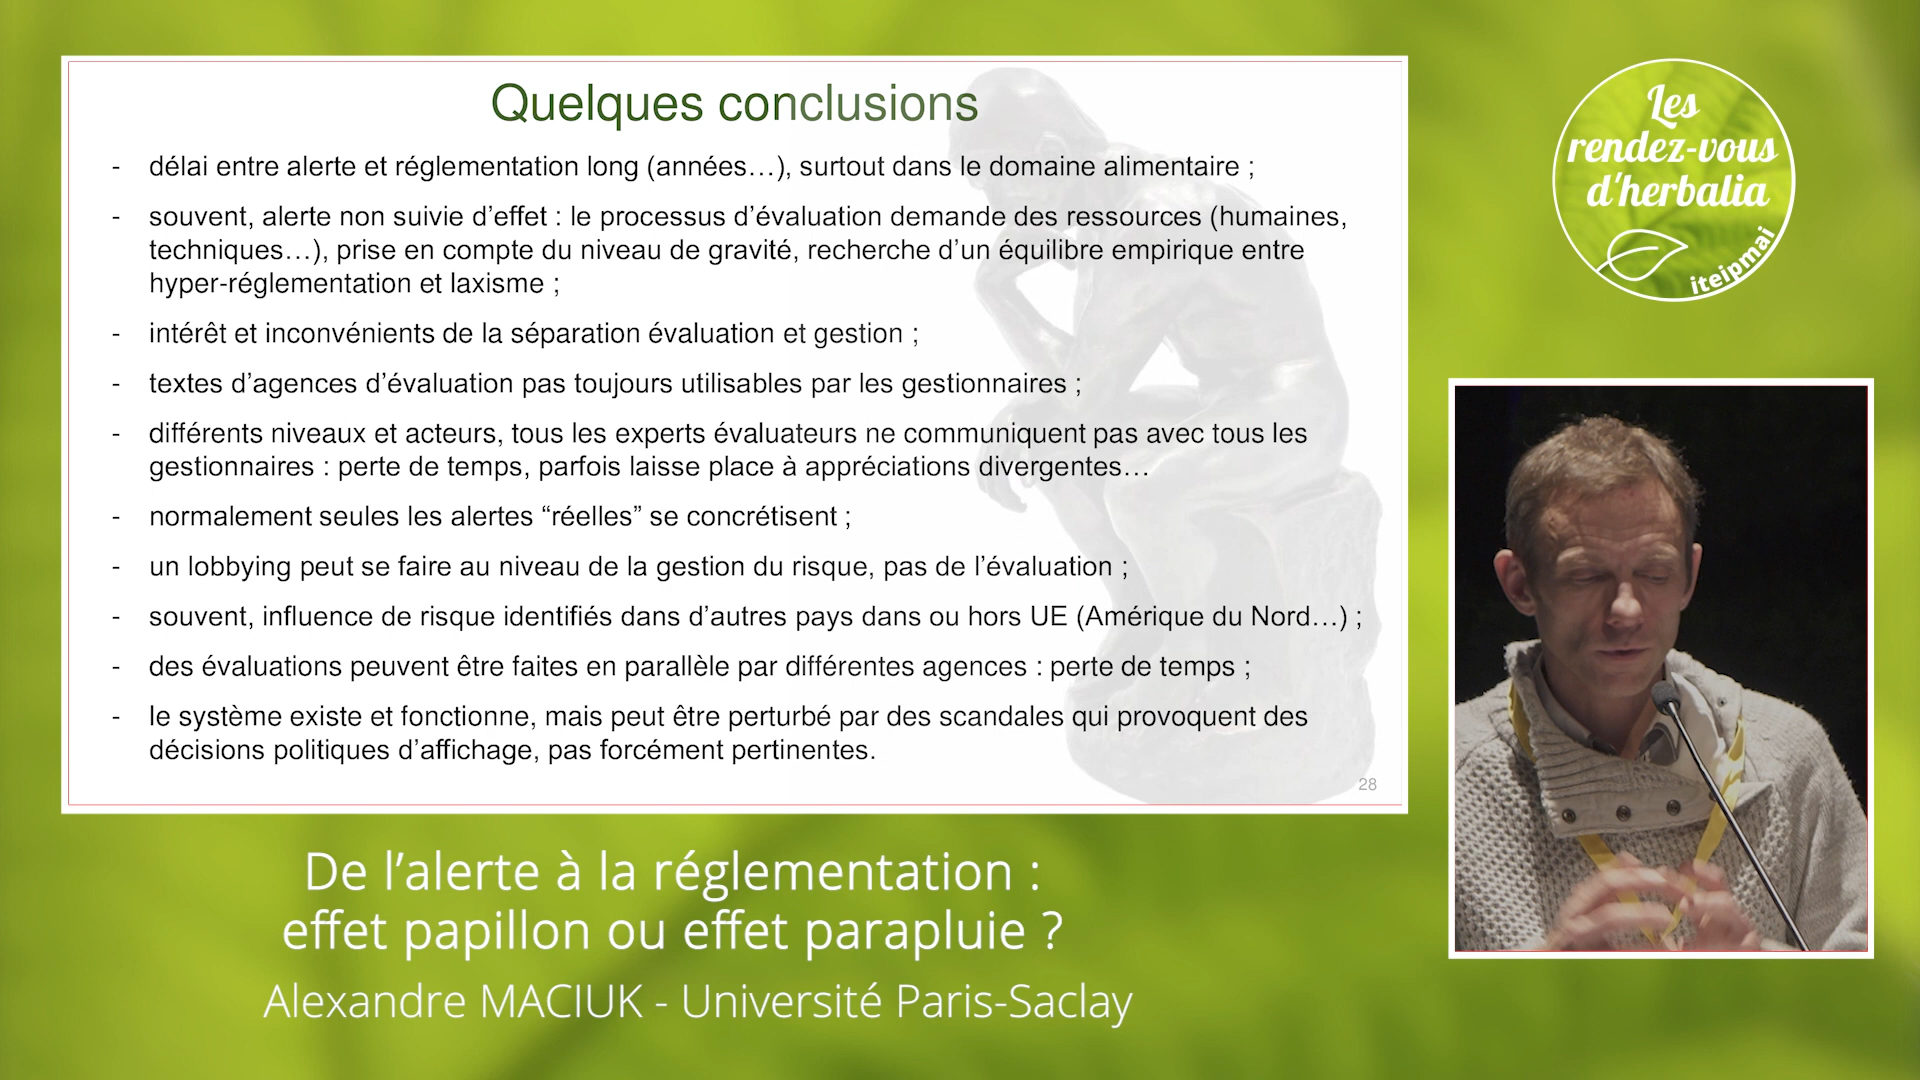 Quelques conclusions
- délai entre alerte et réglementation long (années…), surtout dans le domaine alimentaire ;
- souvent, alerte non suivie d’effet : le processus d’évaluation demande des ressources (humaines,
techniques…), prise en compte du niveau de gravité, recherche d’un équilibre empirique entre
hyper-réglementation et laxisme ;
- intérêt et inconvénients de la séparation évaluation et gestion ;
- textes d’agences d’évaluation pas toujours utilisables par les gestionnaires ;
- différents niveaux et acteurs, tous les experts évaluateurs ne communiquent pas avec tous les
gestionnaires : perte de temps, parfois laisse place à appréciations divergentes…
- normalement seules les alertes “réelles” se concrétisent ;
- un lobbying peut se faire au niveau de la gestion du risque, pas de l’évaluation ;
- souvent, influence de risque identifiés dans d’autres pays dans ou hors UE (Amérique du Nord…) ;
- des évaluations peuvent être faites en parallèle par différentes agences : perte de temps ;
- le système existe et fonctionne, mais peut être perturbé par des scandales qui provoquent des
décisions politiques d’affichage, pas forcément pertinentes.
28
Les
rendez-vous
d'herbalia
iteipmai
De l’alerte à la réglementation :
effet papillon ou effet parapluie ?
Alexandre MACIUK - Université Paris-Saclay